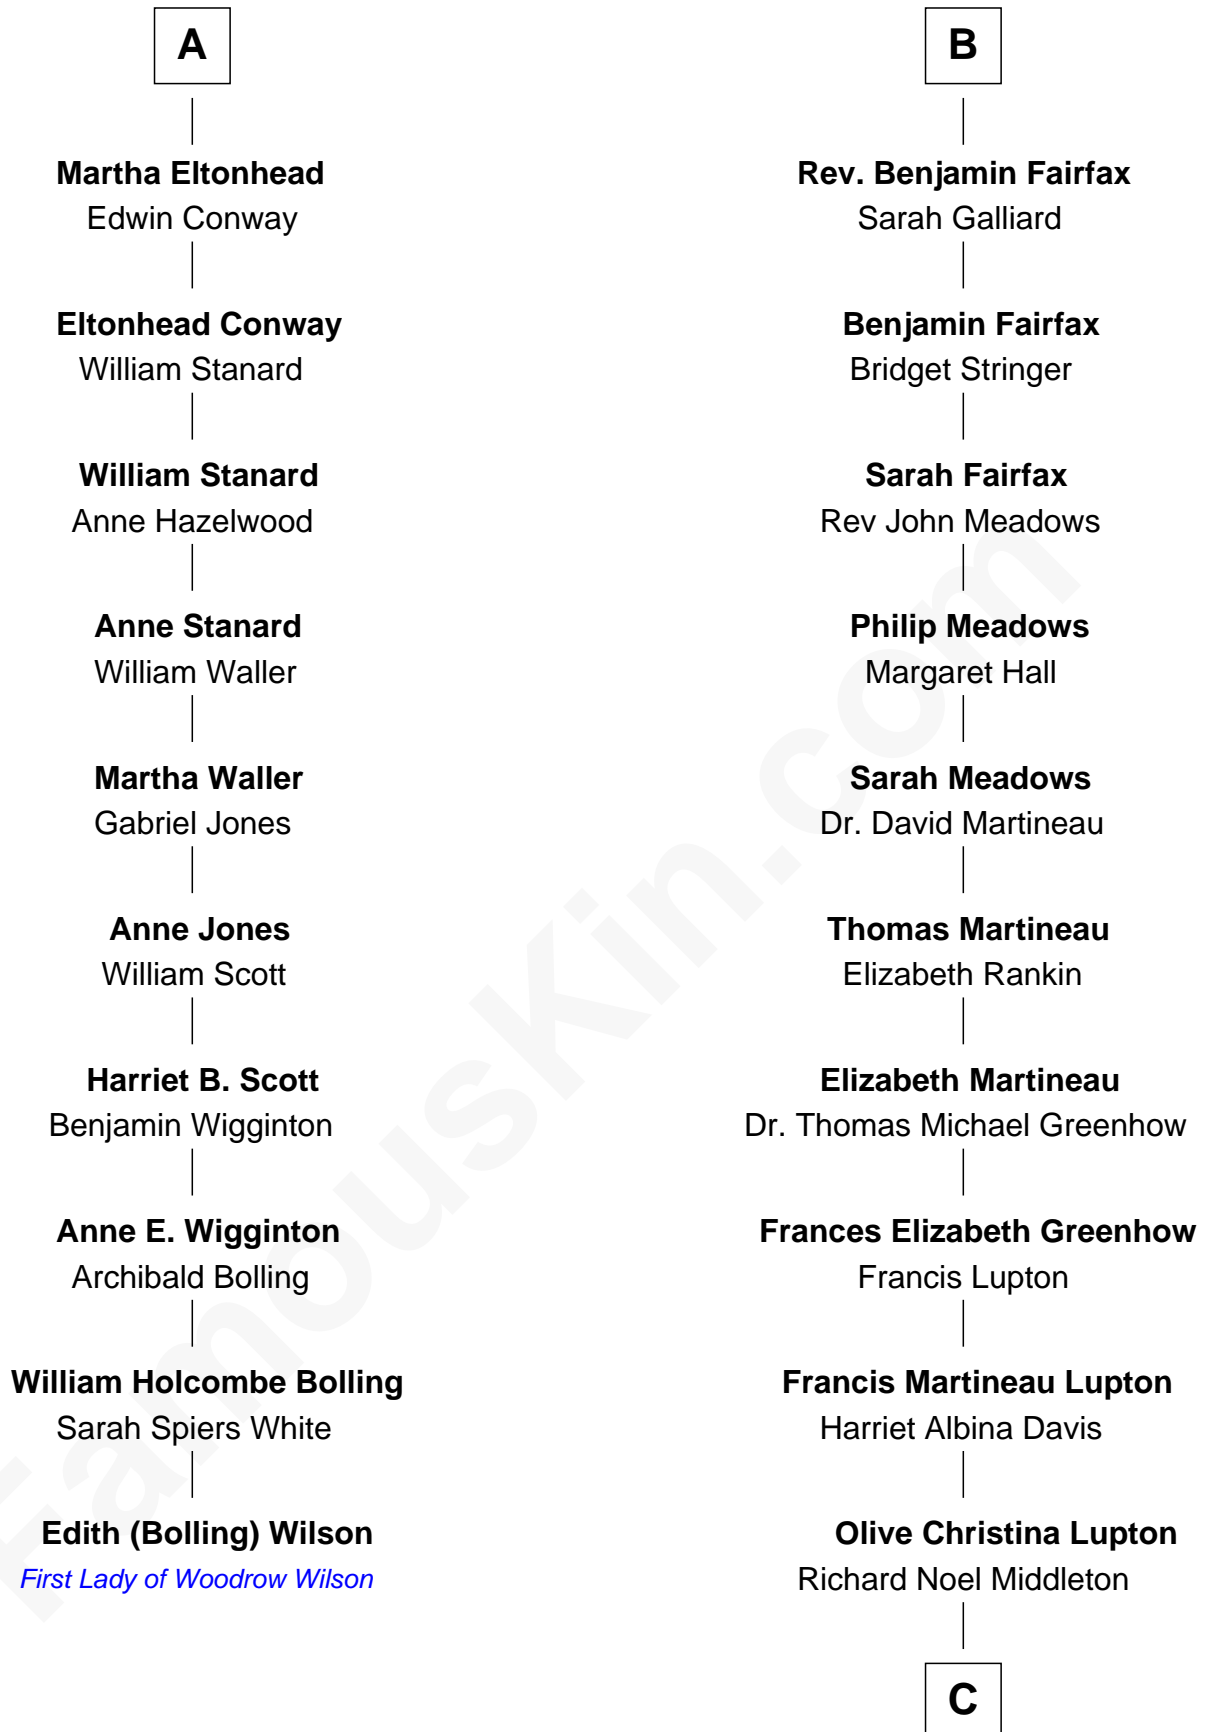 A
Martha Eltonhead
Edwin Conway
Eltonhead Conway
William Stanard
William Stanard
Anne Hazelwood
Anne Stanard
William Waller
Martha Waller
Gabriel Jones
Anne Jones
William Scott
Harriet B. Scott
Benjamin Wigginton
Anne E. Wigginton
Archibald Bolling
William Holcombe Bolling
Sarah Spiers White
Edith (Bolling) Wilson
First Lady of Woodrow Wilson
B
Rev. Benjamin Fairfax
Sarah Galliard
Benjamin Fairfax
Bridget Stringer
Sarah Fairfax
Rev John Meadows
Philip Meadows
Margaret Hall
Sarah Meadows
Dr. David Martineau
Thomas Martineau
Elizabeth Rankin
Elizabeth Martineau
Dr. Thomas Michael Greenhow
Frances Elizabeth Greenhow
Francis Lupton
Francis Martineau Lupton
Harriet Albina Davis
Olive Christina Lupton
Richard Noel Middleton
C
FamousKin.com